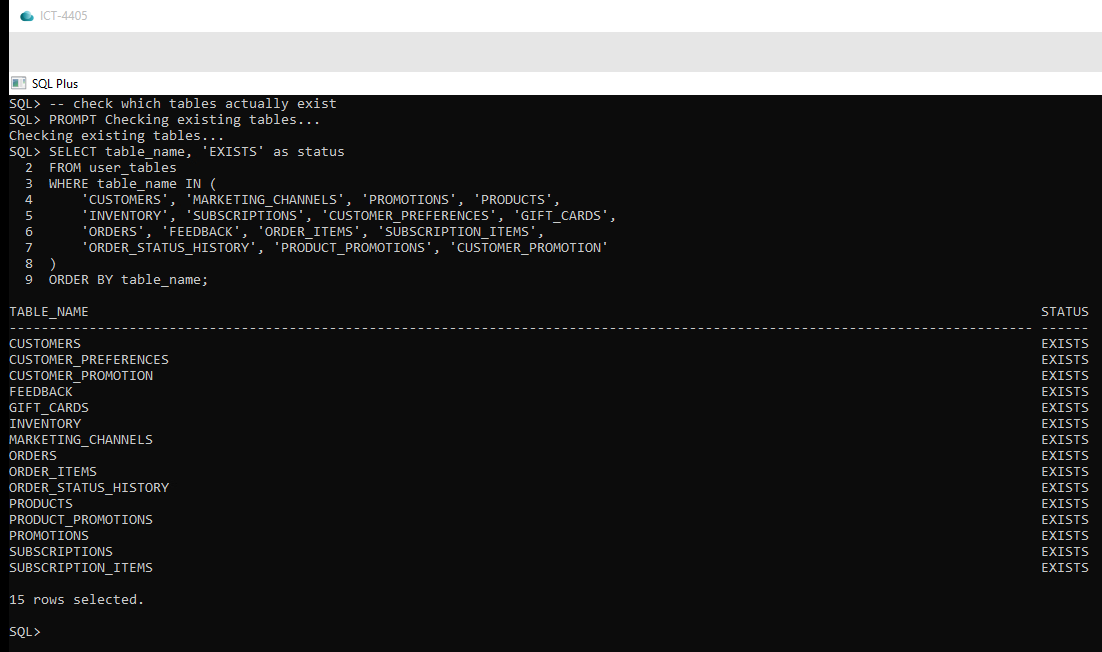 ICT-4405
SQL Plus
SQL> -- check which tables actually exist
SQL> PROMPT Checking existing tables...
Checking existing tables...
SQL> SELECT table_name, 'EXISTS' as status
  2  FROM user_tables
  3  WHERE table_name IN (
  4      'CUSTOMERS', 'MARKETING_CHANNELS', 'PROMOTIONS', 'PRODUCTS',
  5      'INVENTORY', 'SUBSCRIPTIONS', 'CUSTOMER_PREFERENCES', 'GIFT_CARDS',
  6      'ORDERS', 'FEEDBACK', 'ORDER_ITEMS', 'SUBSCRIPTION_ITEMS',
  7      'ORDER_STATUS_HISTORY', 'PRODUCT_PROMOTIONS', 'CUSTOMER_PROMOTION'
  8  )
  9  ORDER BY table_name;
TABLE_NAME STATUS
-------------------------------------------------------------------------------------------------------------------------------- ------
CUSTOMERS EXISTS
CUSTOMER_PREFERENCES EXISTS
CUSTOMER_PROMOTION EXISTS
FEEDBACK EXISTS
GIFT_CARDS EXISTS
INVENTORY EXISTS
MARKETING_CHANNELS EXISTS
ORDERS EXISTS
ORDER_ITEMS EXISTS
ORDER_STATUS_HISTORY EXISTS
PRODUCTS EXISTS
PRODUCT_PROMOTIONS EXISTS
PROMOTIONS EXISTS
SUBSCRIPTIONS EXISTS
SUBSCRIPTION_ITEMS EXISTS
15 rows selected.
SQL>